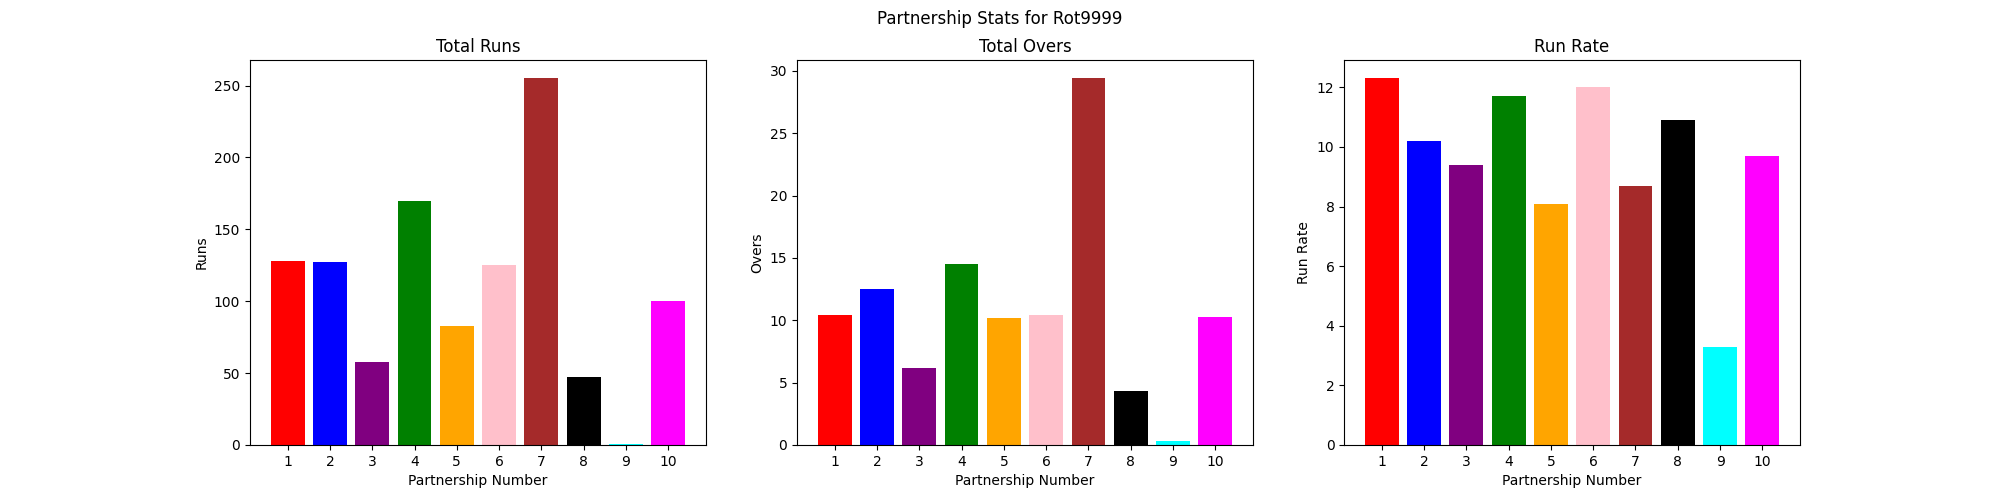 Partnership Stats for Rot9999
Total Runs
Runs
250
200
150
100
50
0
1 2 3 4 5 6 7 8 9 10
Partnership Number
Total Overs
Overs
30
25
20
15
10
5
0
1 2 3 4 5 6 7 8 9 10
Partnership Number
Run Rate
Run Rate
12
10
8
6
4
2
0
1 2 3 4 5 6 7 8 9 10
Partnership Number